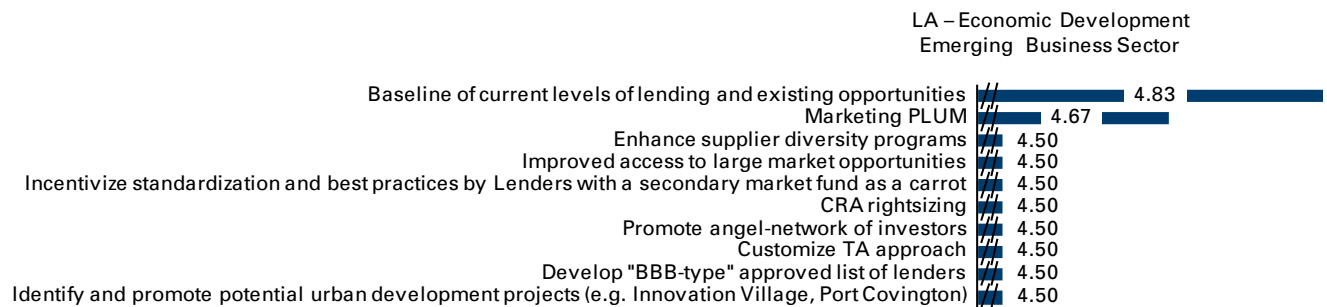 LA – Economic Development
Emerging Business Sector
Baseline of current levels of lending and existing opportunities 4.83
Marketing PLUM 4.67
Enhance supplier diversity programs 4.50
Improved access to large market opportunities 4.50
Incentivize standardization and best practices by Lenders with a secondary market fund as a carrot 4.50
CRA rightsizing 4.50
Promote angel-network of investors 4.50
Customize TA approach 4.50
Develop "BBB-type" approved list of lenders 4.50
Identify and promote potential urban development projects (e.g. Innovation Village, Port Covington) 4.50